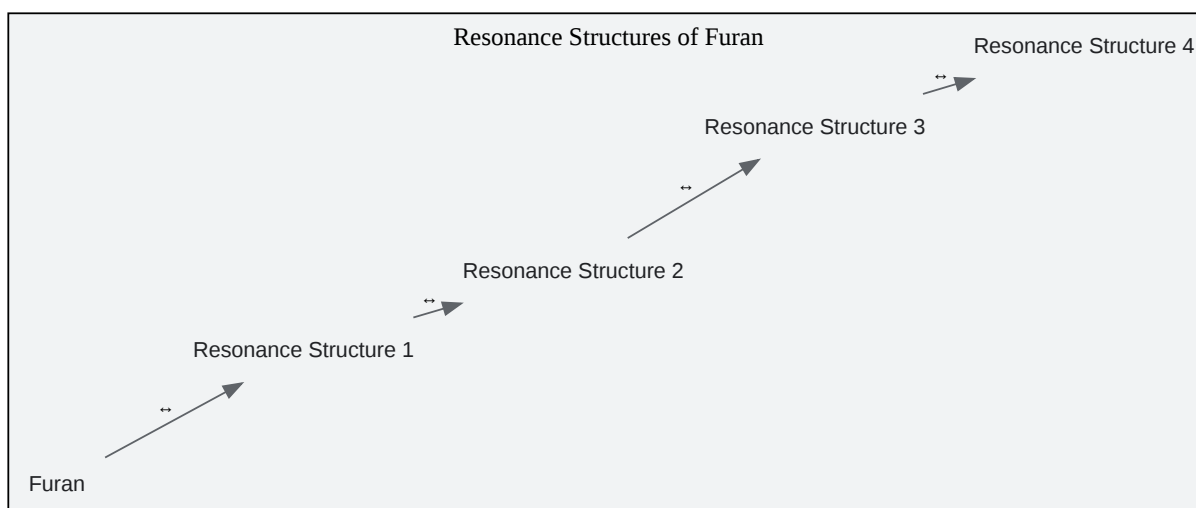 Resonance Structures of Furan
Resonance Structure 4
↔
Resonance Structure 3
↔
Resonance Structure 2
↔
Resonance Structure 1
↔
Furan